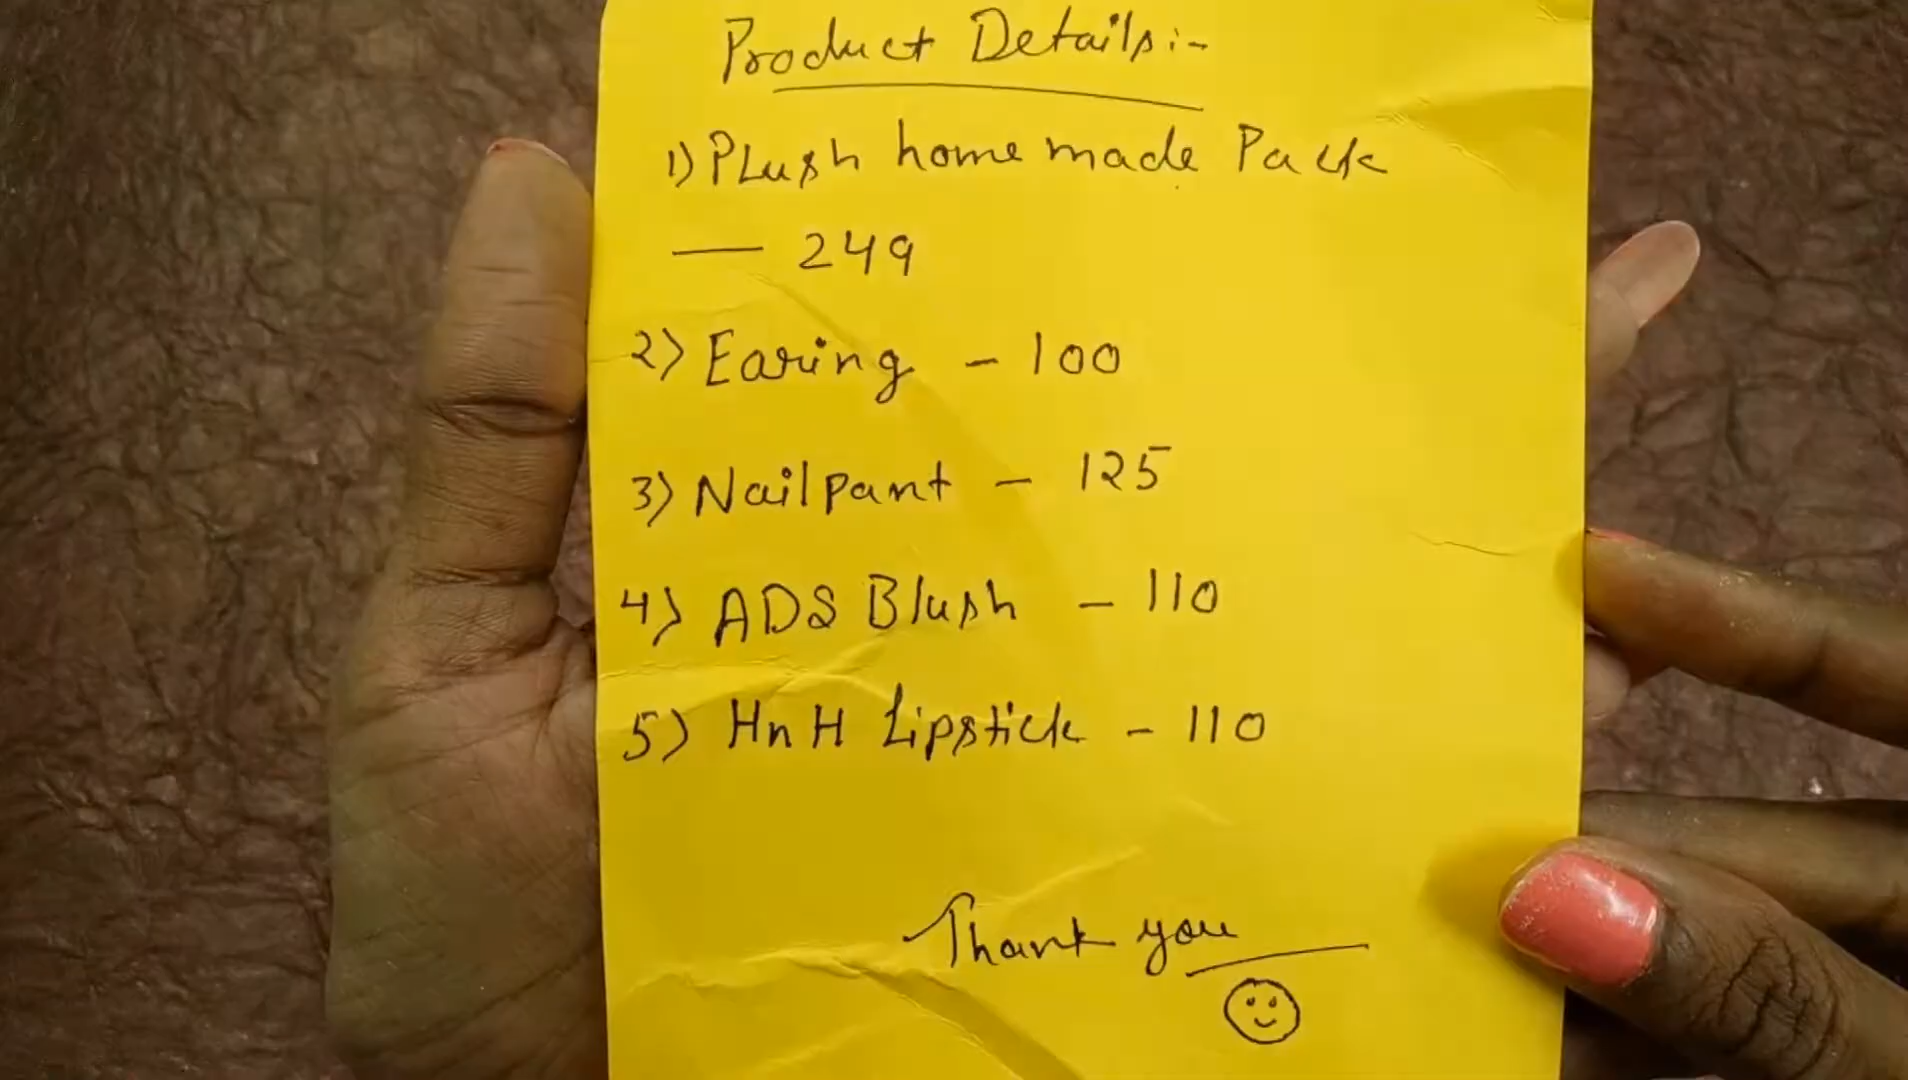 Product Details:-
1) PLush home made Pack
— 249
2) Earing - 100
3) Nailpant - 125
4) ADS Blush - 110
5) HnH Lipstick - 110
Thank you